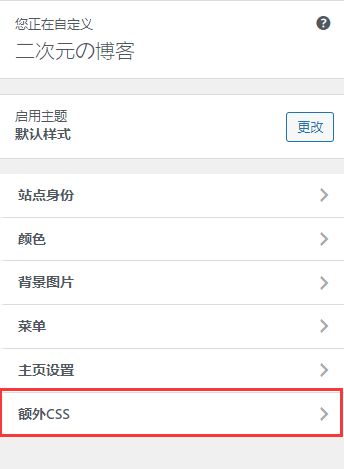 您正在自定义
二次元の博客
启用主题
默认样式
更改
站点身份
颜色
背景图片
菜单
主页设置
额外CSS